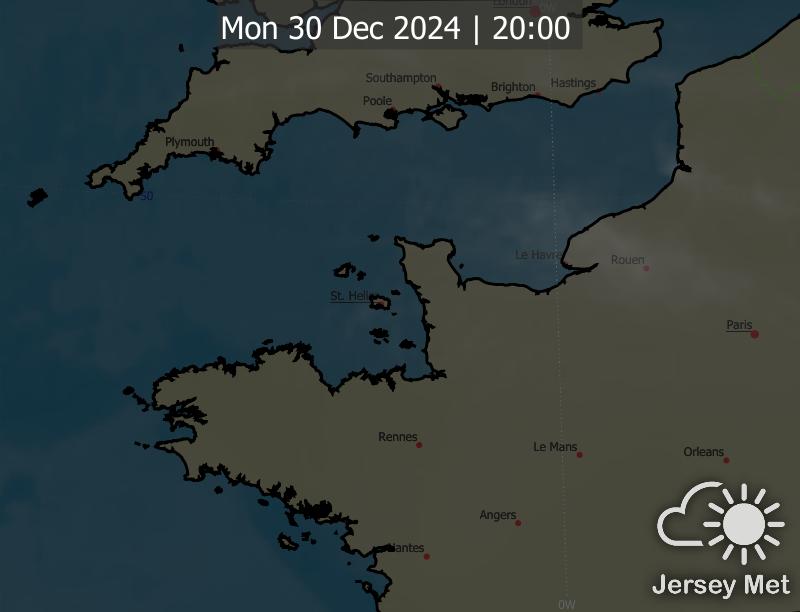 London
0W
Mon 30 Dec 2024 | 20:00
Southampton
Brighton
Hastings
Poole
Plymouth
50
Le Havre
Rouen
St. Helier
Paris
Rennes
Le Mans
Orleans
Angers
Nantes
Jersey Met
0W